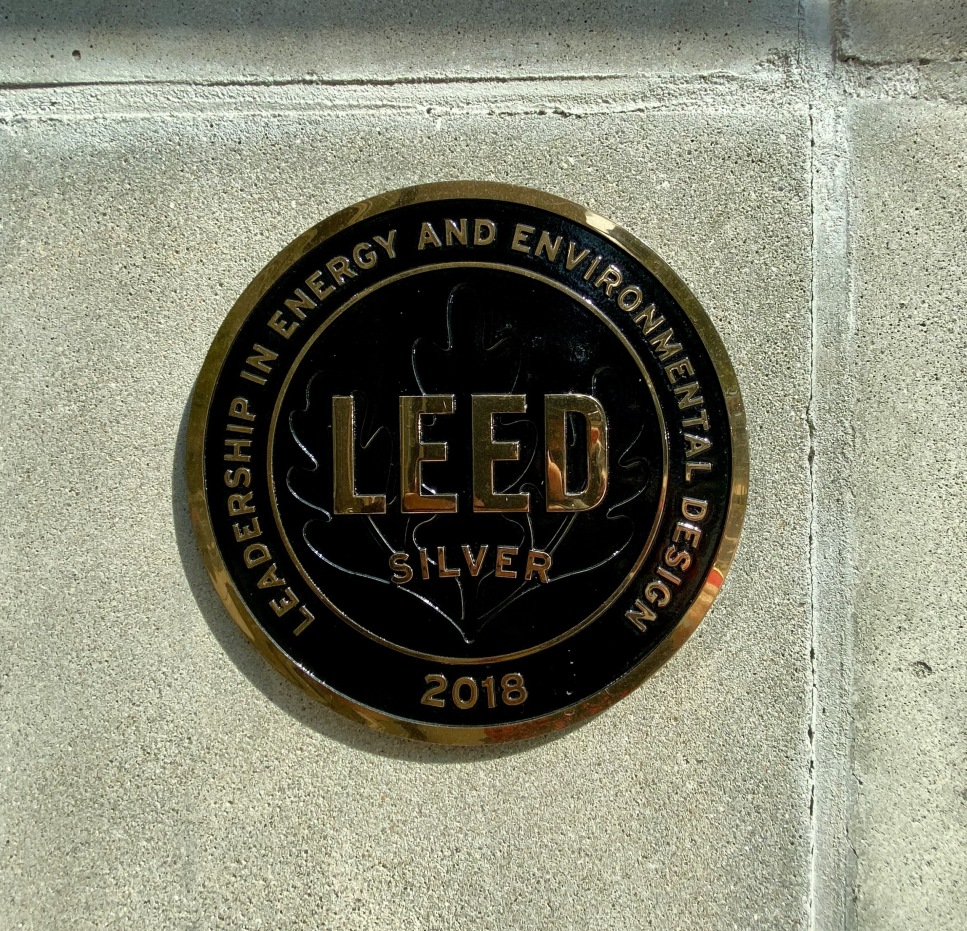 LEADERSHIP IN ENERGY AND ENVIRONMENTAL DESIGN
LEED
SILVER
2018